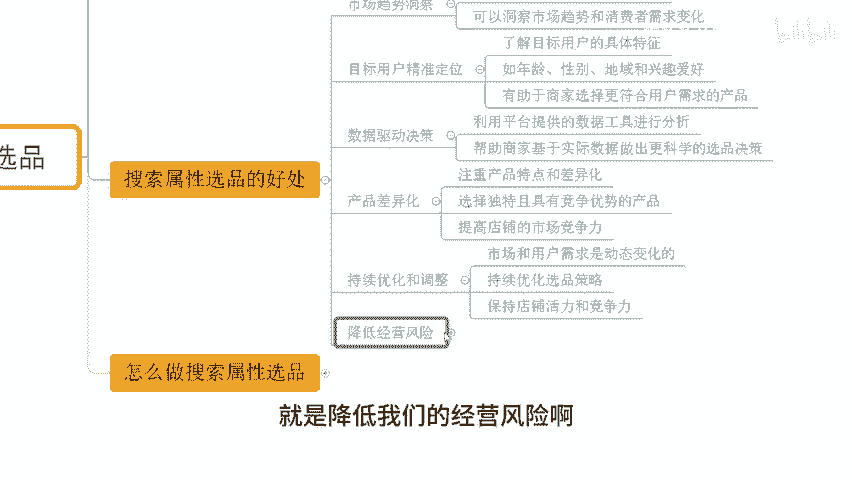 市场趋势洞察
可以洞察市场趋势和消费者需求变化
了解目标用户的具体特征
目标用户精准定位
如年龄、性别、地域和兴趣爱好
有助于商家选择更符合用户需求的产品
利用平台提供的数据工具进行分析
数据驱动决策
帮助商家基于实际数据做出更科学的选品决策
选品
搜索属性选品的好处
注重产品特点和差异化
产品差异化
选择独特且具有竞争优势的产品
提高店铺的市场竞争力
市场和用户需求是动态变化的
持续优化和调整
持续优化选品策略
保持店铺活力和竞争力
降低经营风险
怎么做搜索属性选品
就是降低我们的经营风险啊
bilibili